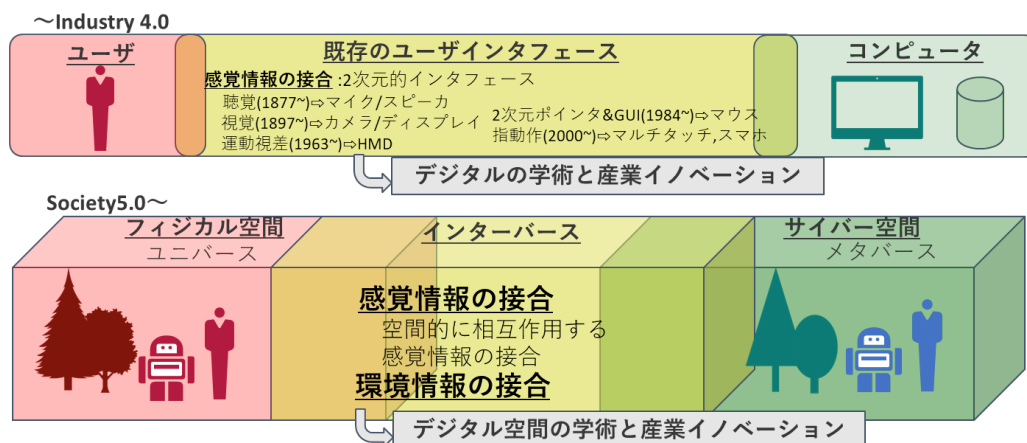 ～Industry 4.0
ユーザ
既存のユーザインタフェース
コンピュータ
感覚情報の接合:2次元的インタフェース
聴覚(1877~)⇨マイク/スピーカ
視覚(1897~)⇨カメラ/ディスプレイ
運動視差(1963~)⇨HMD
2次元ポインタ&GUI(1984~)⇨マウス
指動作(2000~)⇨マルチタッチ,スマホ
デジタルの学術と産業イノベーション
Society5.0～
フィジカル空間
ユニバース
インターバース
サイバー空間
メタバース
感覚情報の接合
空間的に相互作用する
感覚情報の接合
環境情報の接合
デジタル空間の学術と産業イノベーション